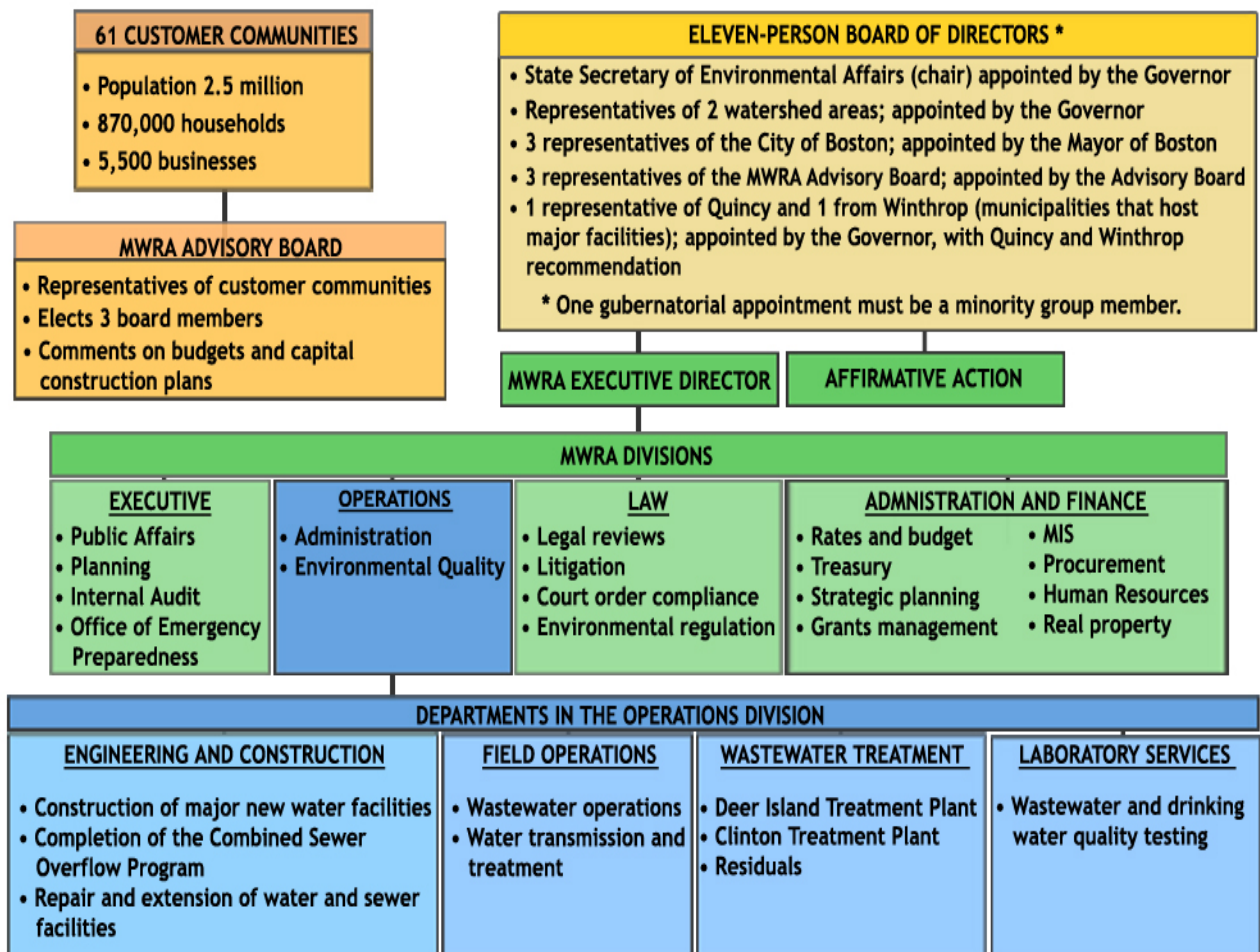 61 CUSTOMER COMMUNITIES
• Population 2.5 million
• 870,000 households
• 5,500 businesses
MWRA ADVISORY BOARD
• Representatives of customer communities
• Elects 3 board members
• Comments on budgets and capital
construction plans
ELEVEN-PERSON BOARD OF DIRECTORS *
• State Secretary of Environmental Affairs (chair) appointed by the Governor
• Representatives of 2 watershed areas; appointed by the Governor
• 3 representatives of the City of Boston; appointed by the Mayor of Boston
• 3 representatives of the MWRA Advisory Board; appointed by the Advisory Board
• 1 representative of Quincy and 1 from Winthrop (municipalities that host
major facilities); appointed by the Governor, with Quincy and Winthrop
recommendation
* One gubernatorial appointment must be a minority group member.
MWRA EXECUTIVE DIRECTOR
AFFIRMATIVE ACTION
MWRA DIVISIONS
EXECUTIVE
• Public Affairs
• Planning
• Internal Audit
• Office of Emergency
Preparedness
OPERATIONS
• Administration
• Environmental Quality
LAW
• Legal reviews
• Litigation
• Court order compliance
• Environmental regulation
ADMNISTRATION AND FINANCE
• Rates and budget
• Treasury
• Strategic planning
• Grants management
• MIS
• Procurement
• Human Resources
• Real property
DEPARTMENTS IN THE OPERATIONS DIVISION
ENGINEERING AND CONSTRUCTION
• Construction of major new water facilities
• Completion of the Combined Sewer
Overflow Program
• Repair and extension of water and sewer
facilities
FIELD OPERATIONS
• Wastewater operations
• Water transmission and
treatment
WASTEWATER TREATMENT
• Deer Island Treatment Plant
• Clinton Treatment Plant
• Residuals
LABORATORY SERVICES
• Wastewater and drinking
water quality testing